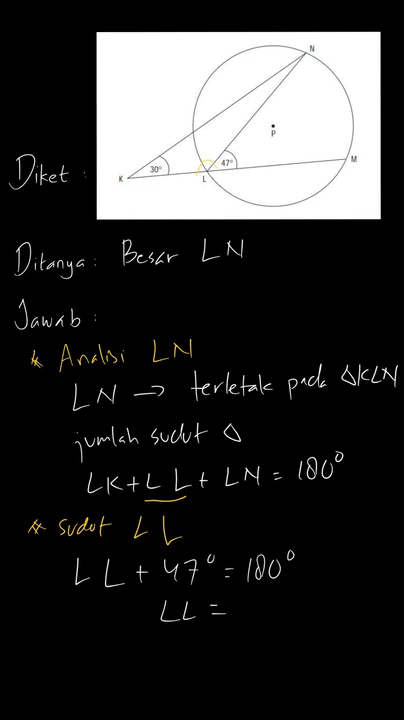 N
P
K
30°
L
47°
M
Diket :
Ditanya : Besar ∠N
Jawab :
* Analisi ∠N
∠N → terletak pada △KLN
jumlah sudut △
∠K + ∠L + ∠N = 180°
* sudut ∠L
∠L + 47° = 180°
∠L =